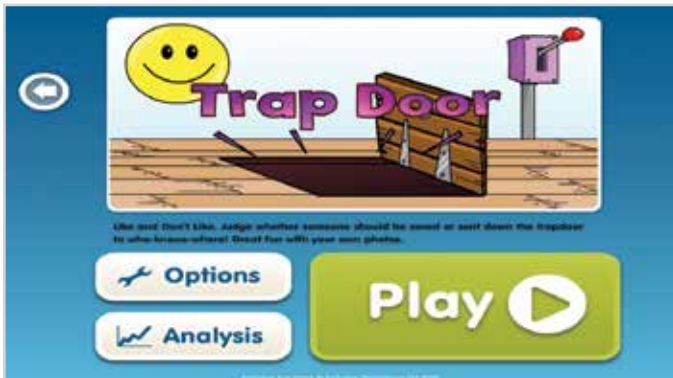 Trap Door
Like and Don't Like. Judge whether someone should be saved or sent down the trapdoor
to who-knows-where! Great fun with your own photos.
Options
Play
Analysis